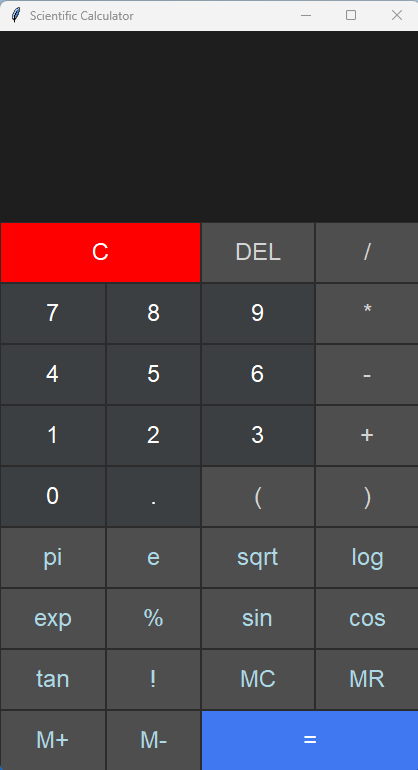 Scientific Calculator
C DEL /
7 8 9 *
4 5 6 -
1 2 3 +
0 . ( )
pi e sqrt log
exp % sin cos
tan ! MC MR
M+ M- =